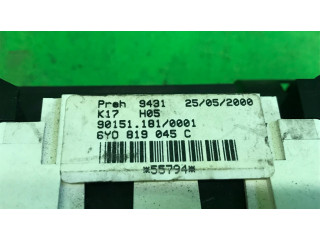 Preh 9431 25/05/2000
K17 H05
90151.181/0001
6Y0 819 045 C
*55794*